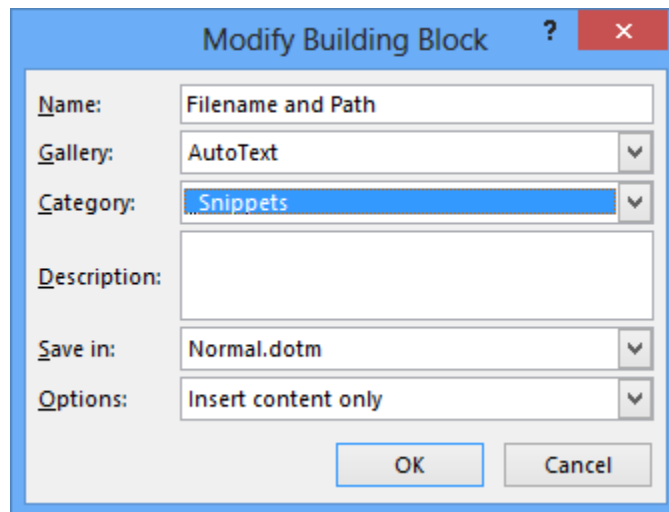 Modify Building Block ?
Name: Filename and Path
Gallery: AutoText
Category: _Snippets
Description:
Save in: Normal.dotm
Options: Insert content only
OK Cancel